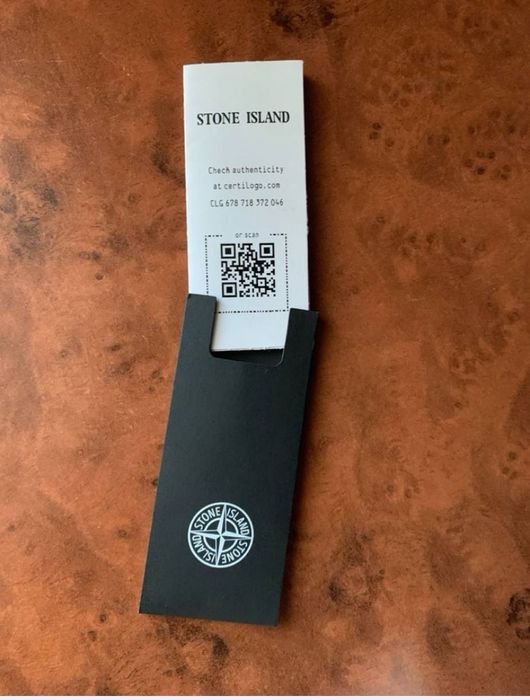 STONE ISLAND
Check authenticity
at certilogo.com
CLG 678 718 372 046
or scan
STONE ISLAND STONE ISLAND